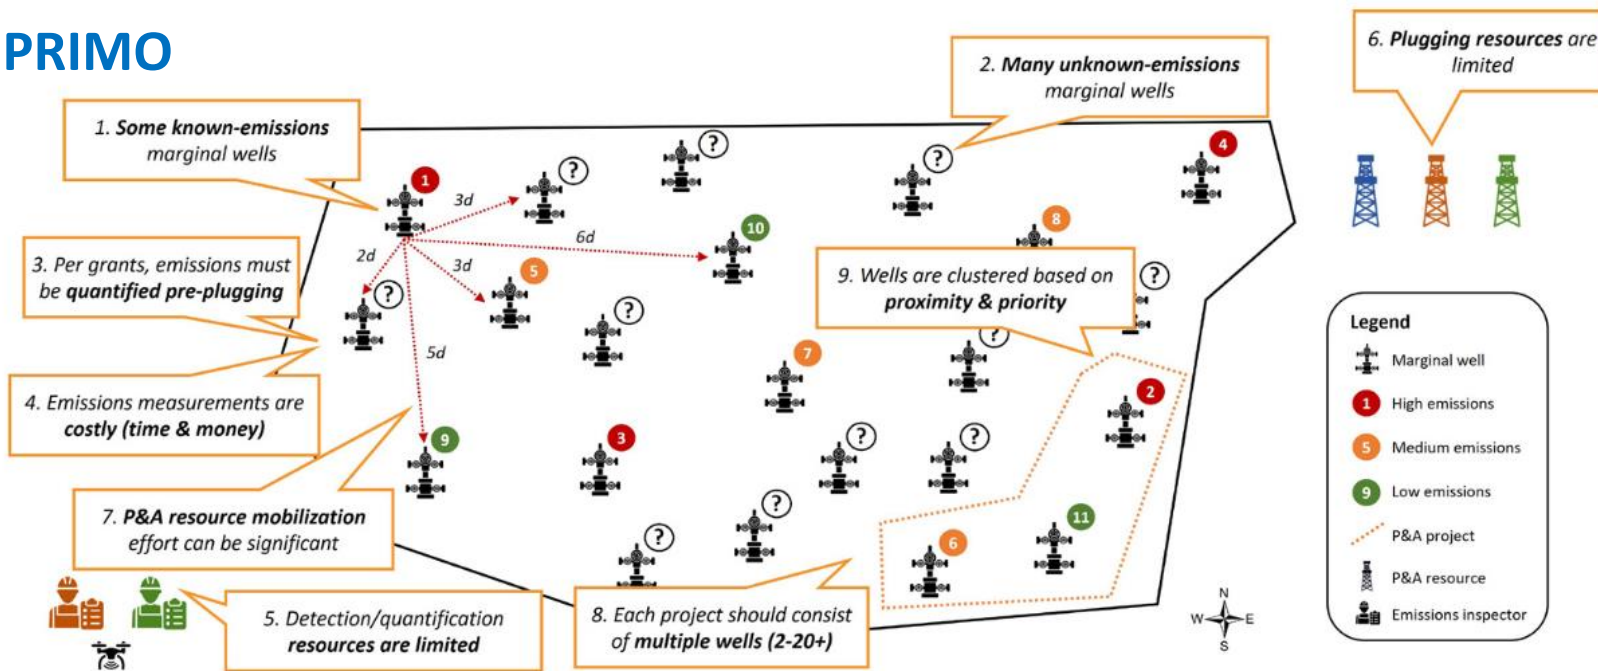 PRIMO
1. Some known-emissions
marginal wells
2. Many unknown-emissions
marginal wells
6. Plugging resources are
limited
3. Per grants, emissions must
be quantified pre-plugging
4. Emissions measurements are
costly (time & money)
7. P&A resource mobilization
effort can be significant
5. Detection/quantification
resources are limited
8. Each project should consist
of multiple wells (2-20+)
9. Wells are clustered based on
proximity & priority
1
?
?
?
4
3d
6d
2d
3d
5d
10
8
5
?
?
?
?
7
2
9
3
?
?
?
?
6
11
N
W
E
S
Legend
Marginal well
1 High emissions
5 Medium emissions
9 Low emissions
P&A project
P&A resource
Emissions inspector